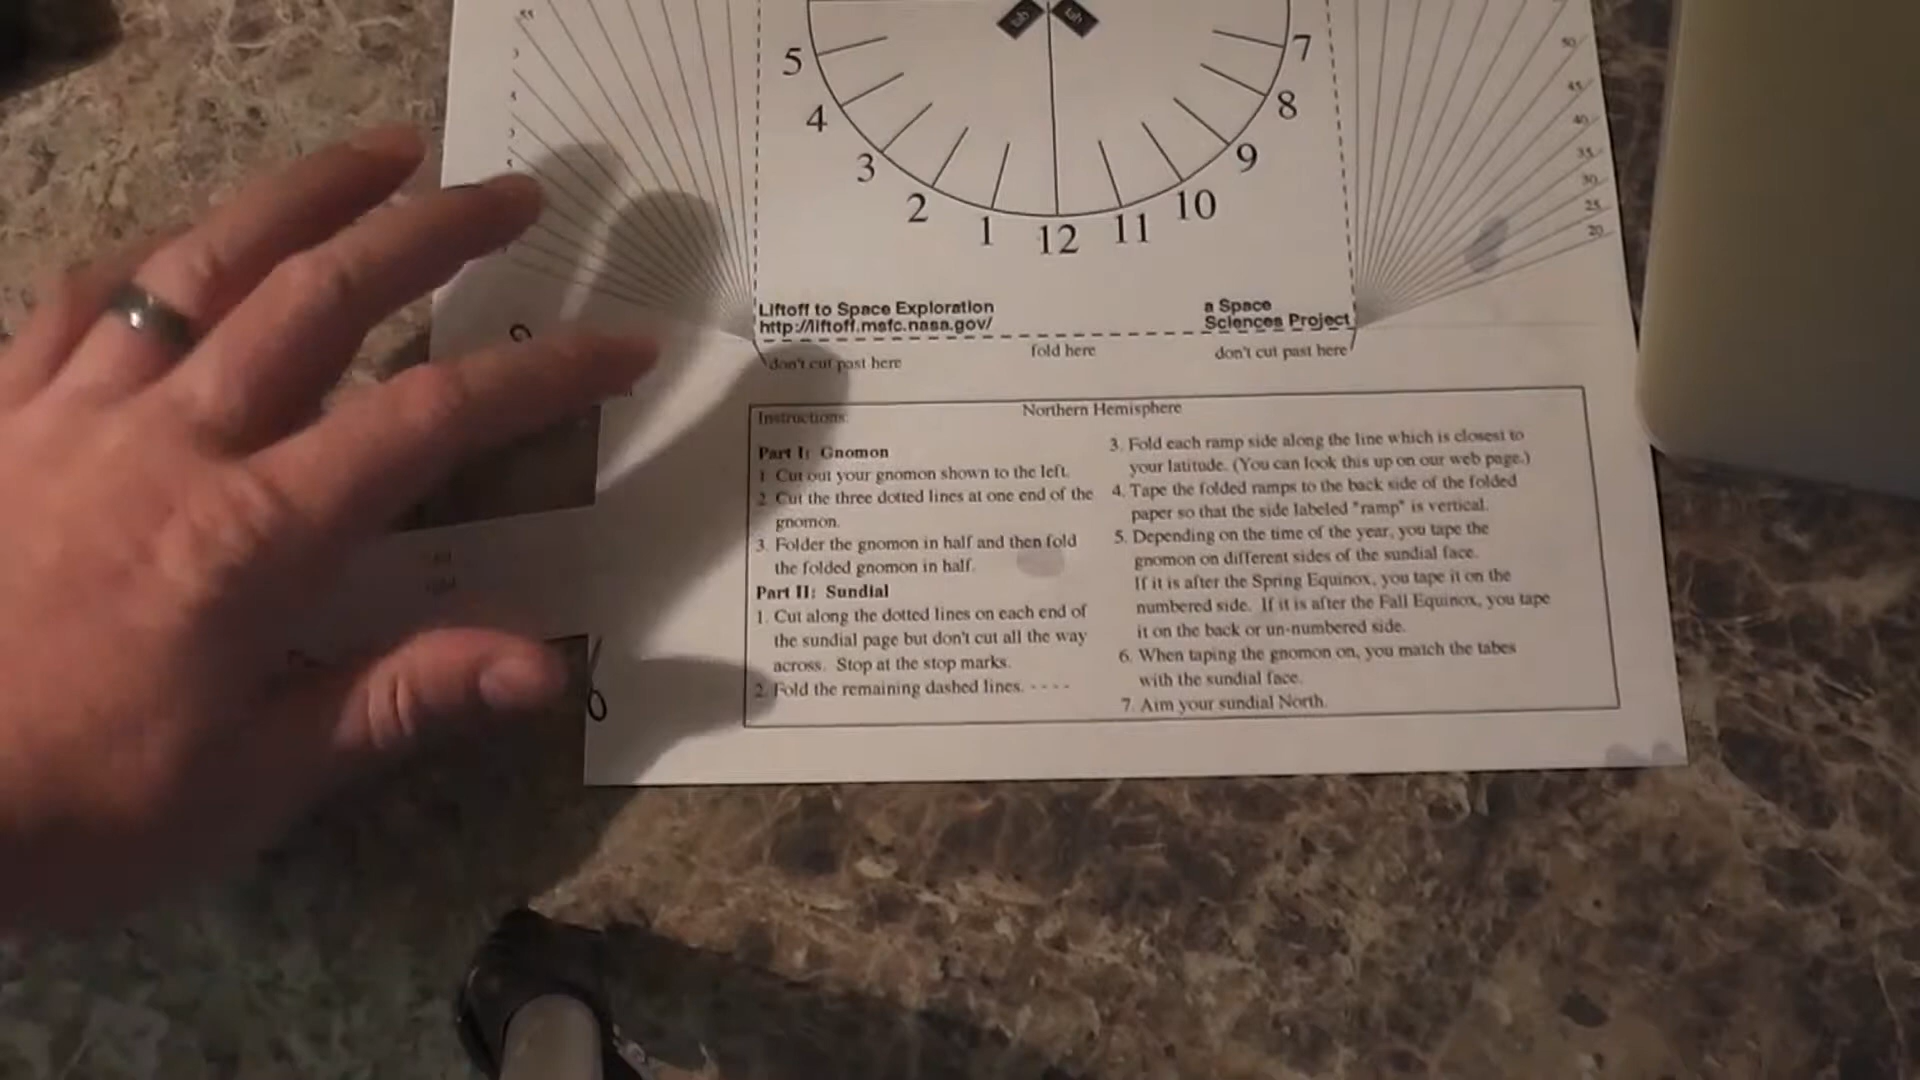 tab tab
5 7
4 8
3 9
2 10
1 12 11
50
45
40
35
30
25
20
Liftoff to Space Exploration
http://liftoff.msfc.nasa.gov/
a Space
Sciences Project
don't cut past here
fold here
don't cut past here
Instructions:
Northern Hemisphere
Part I: Gnomon
1. Cut out your gnomon shown to the left.
2. Cut the three dotted lines at one end of the
gnomon.
3. Folder the gnomon in half and then fold
the folded gnomon in half.
Part II: Sundial
1. Cut along the dotted lines on each end of
the sundial page but don't cut all the way
across. Stop at the stop marks.
2. Fold the remaining dashed lines. - - - -
3. Fold each ramp side along the line which is closest to
your latitude. (You can look this up on our web page.)
4. Tape the folded ramps to the back side of the folded
paper so that the side labeled "ramp" is vertical.
5. Depending on the time of the year, you tape the
gnomon on different sides of the sundial face.
If it is after the Spring Equinox, you tape it on the
numbered side. If it is after the Fall Equinox, you tape
it on the back or un-numbered side.
6. When taping the gnomon on, you match the tabes
with the sundial face.
7. Aim your sundial North.